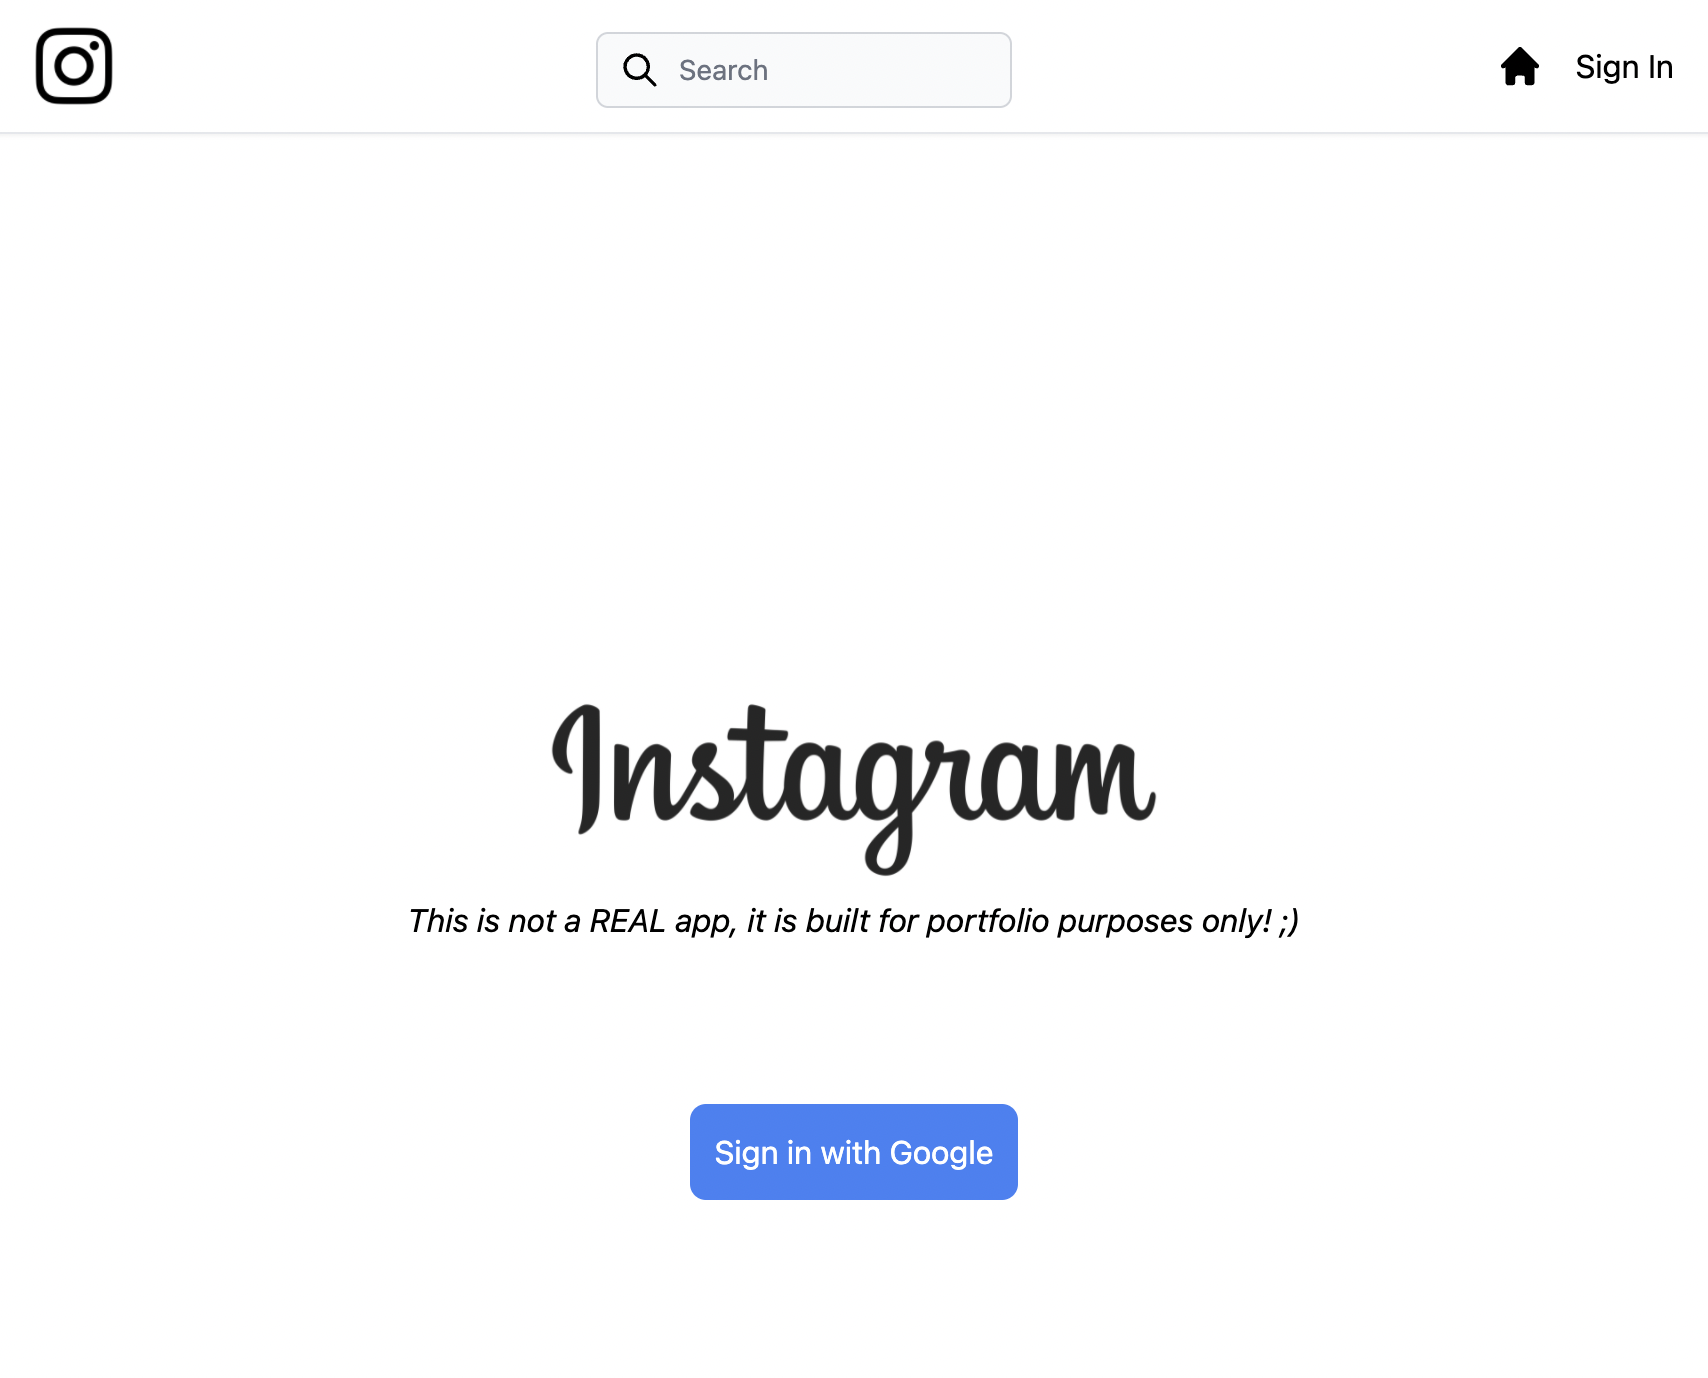 Search
Sign In
Instagram
This is not a REAL app, it is built for portfolio purposes only! ;)
Sign in with Google